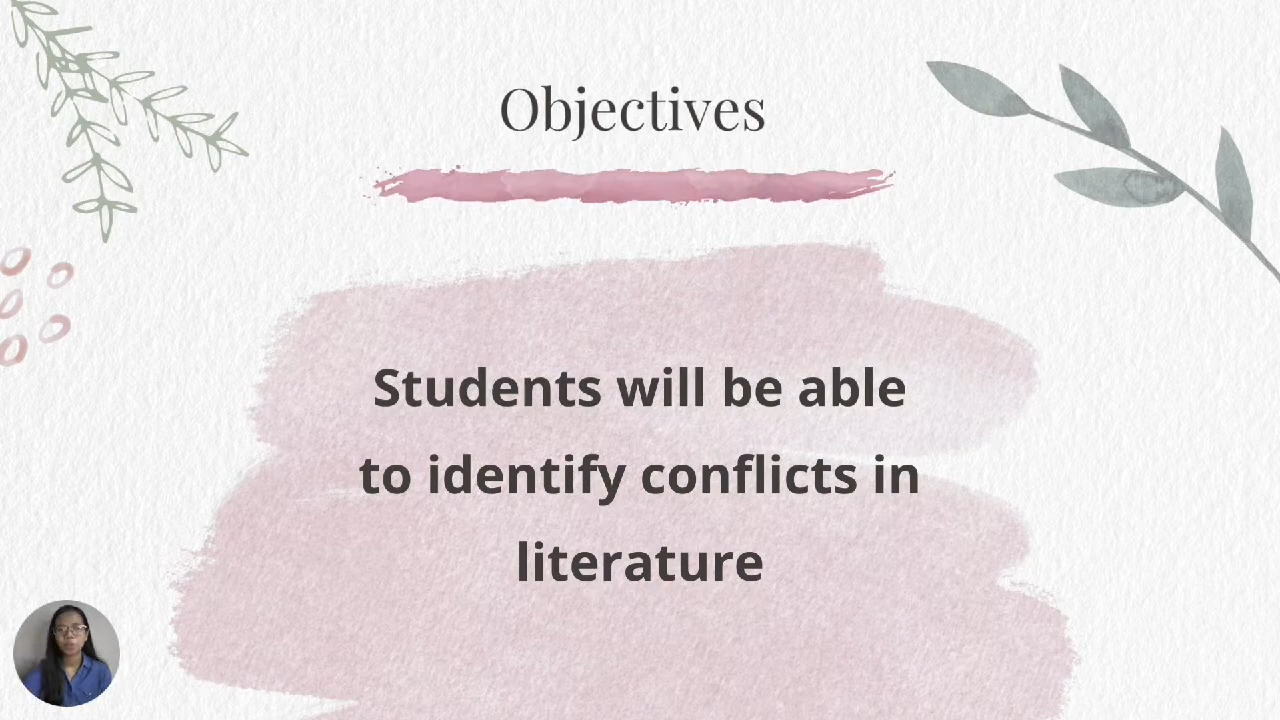 Objectives
Students will be able
to identify conflicts in
literature